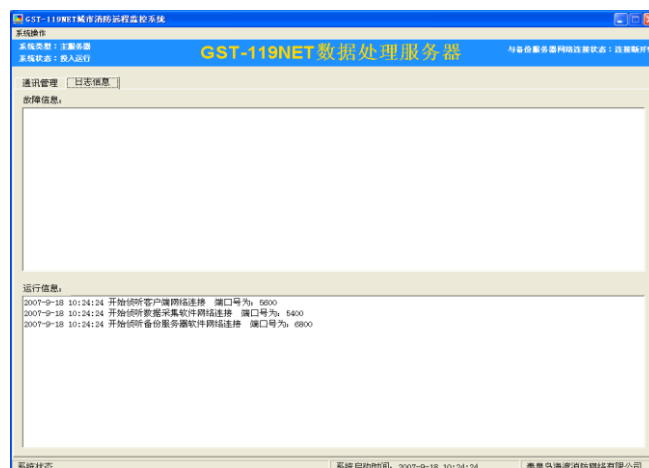 GST-119NET城市消防远程监控系统
系统操作
系统类型：主服务器
系统状态：投入运行
GST-119NET数据处理服务器
与备份服务器网络连接状态：连接断开
通讯管理
日志信息
故障信息：
运行信息：
2007-9-18 10:24:24 开始侦听客户端网络连接 端口号为：5600
2007-9-18 10:24:24 开始侦听数据采集软件网络连接 端口号为：5400
2007-9-18 10:24:24 开始侦听备份服务器软件网络连接 端口号为：6800
系统状态
系统启动时间：2007-9-18 10:24:24
秦皇岛海湾消防网络有限公司